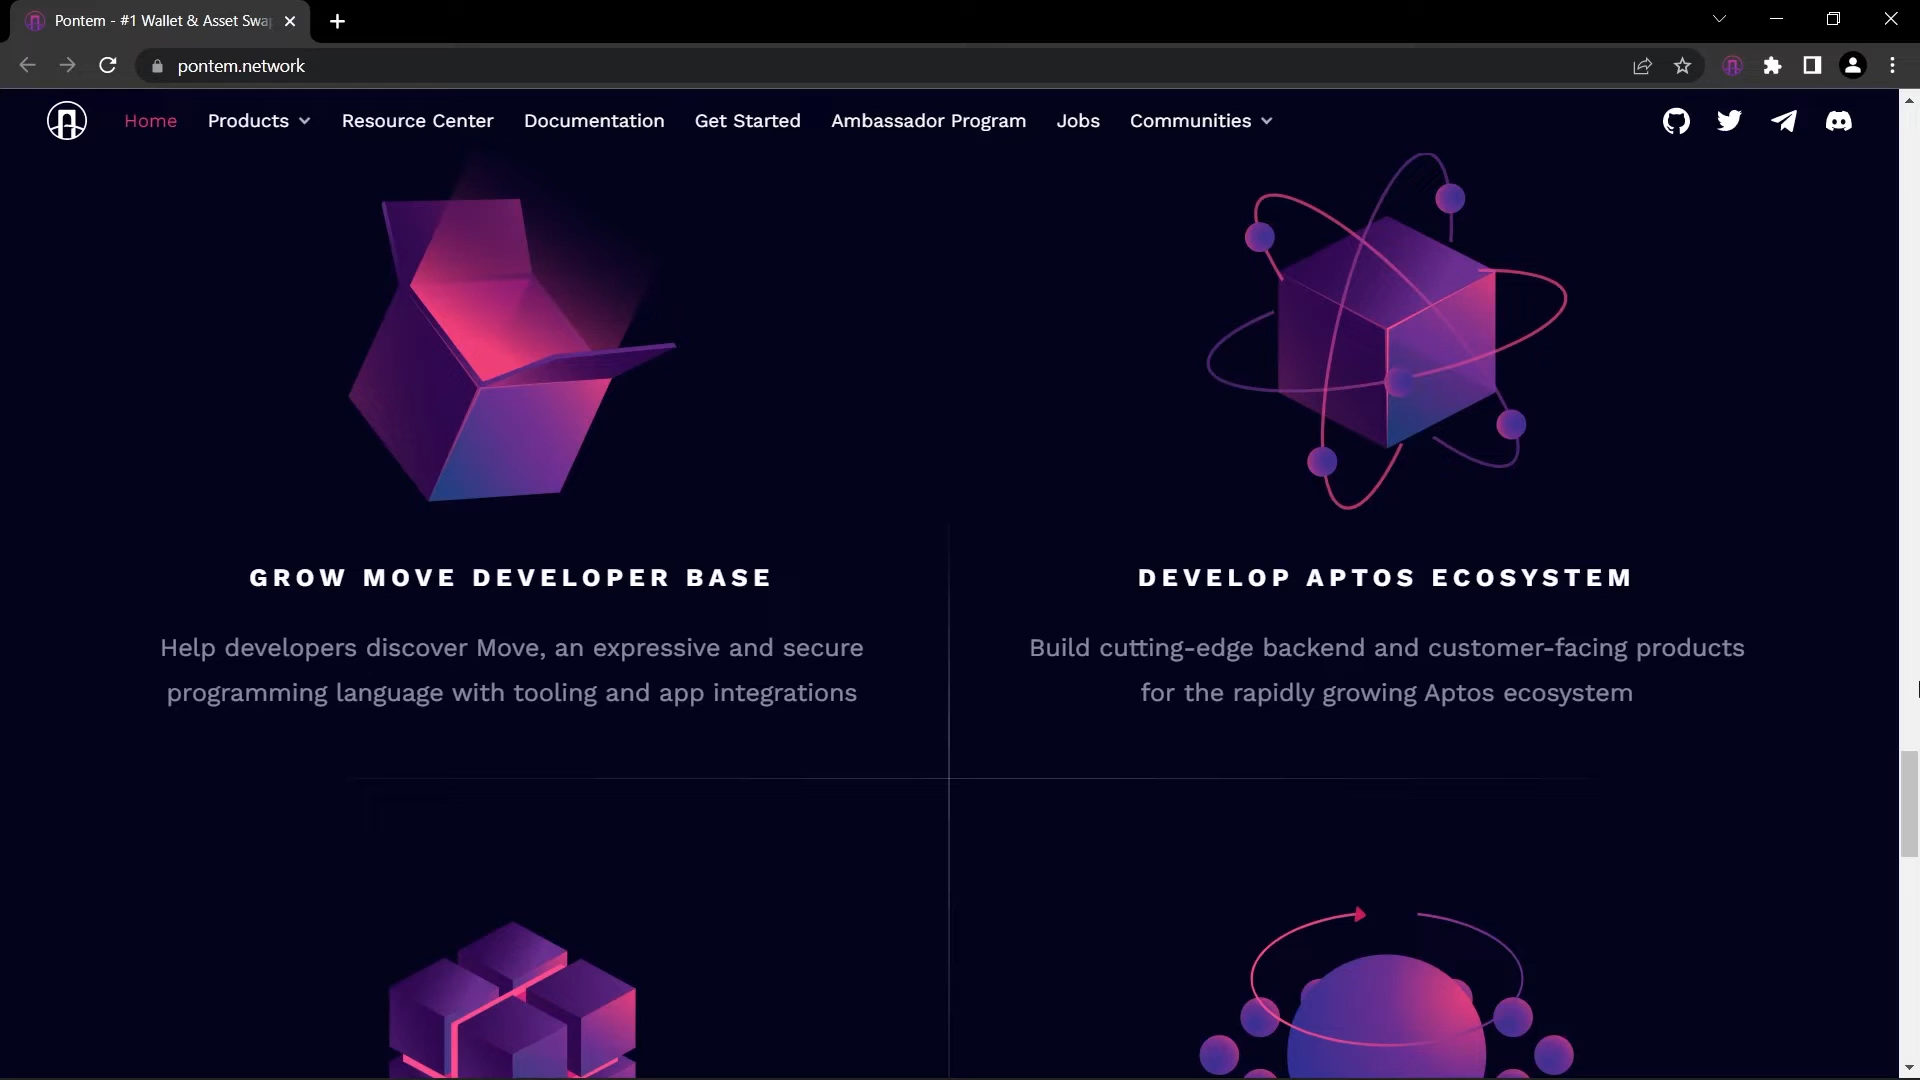 Pontem - #1 Wallet & Asset Swap
pontem.network
Home Products Resource Center Documentation Get Started Ambassador Program Jobs Communities
GROW MOVE DEVELOPER BASE
Help developers discover Move, an expressive and secure
programming language with tooling and app integrations
DEVELOP APTOS ECOSYSTEM
Build cutting-edge backend and customer-facing products
for the rapidly growing Aptos ecosystem